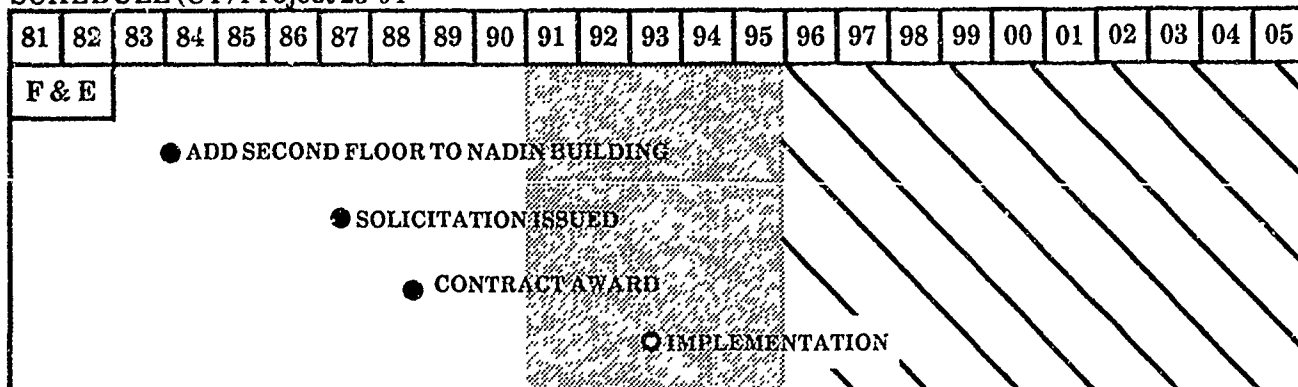 81 82 83 84 85 86 87 88 89 90 91 92 93 94 95 96 97 98 99 00 01 02 03 04 05
F & E
ADD SECOND FLOOR TO NADIN BUILDING
SOLICITATION ISSUED
CONTRACT AWARD
IMPLEMENTATION